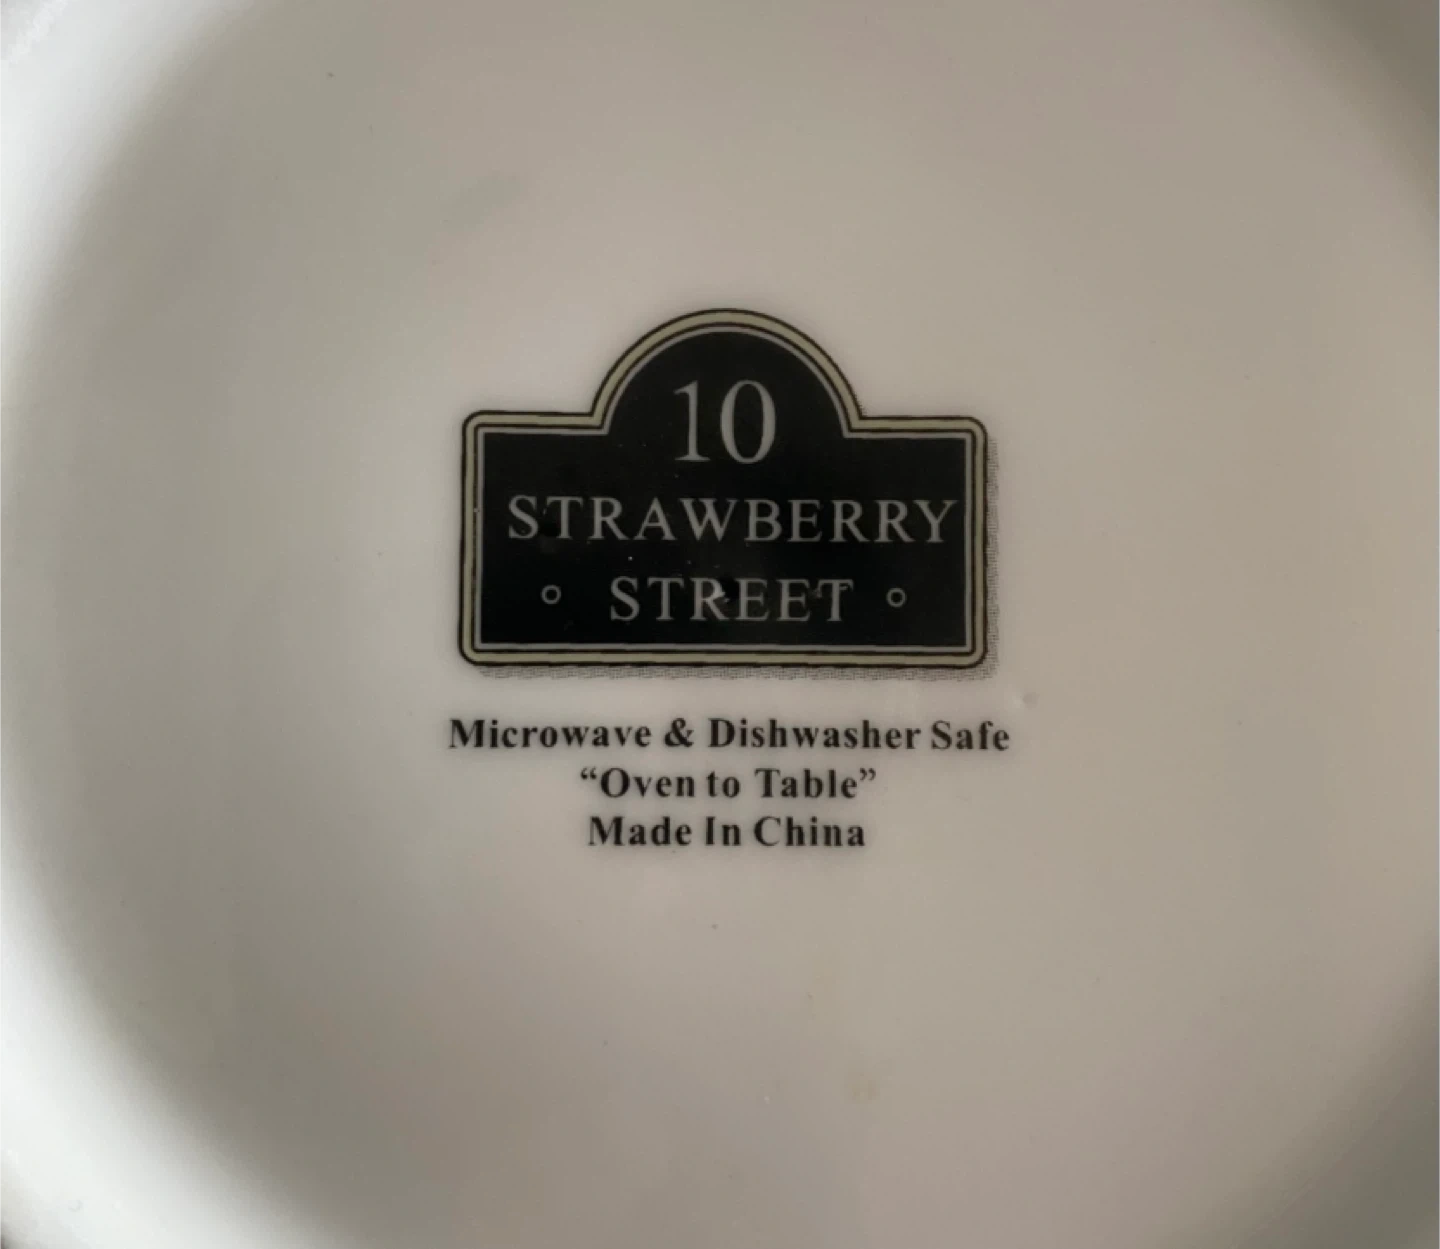 10
STRAWBERRY
STREET
Microwave & Dishwasher Safe
“Oven to Table”
Made In China